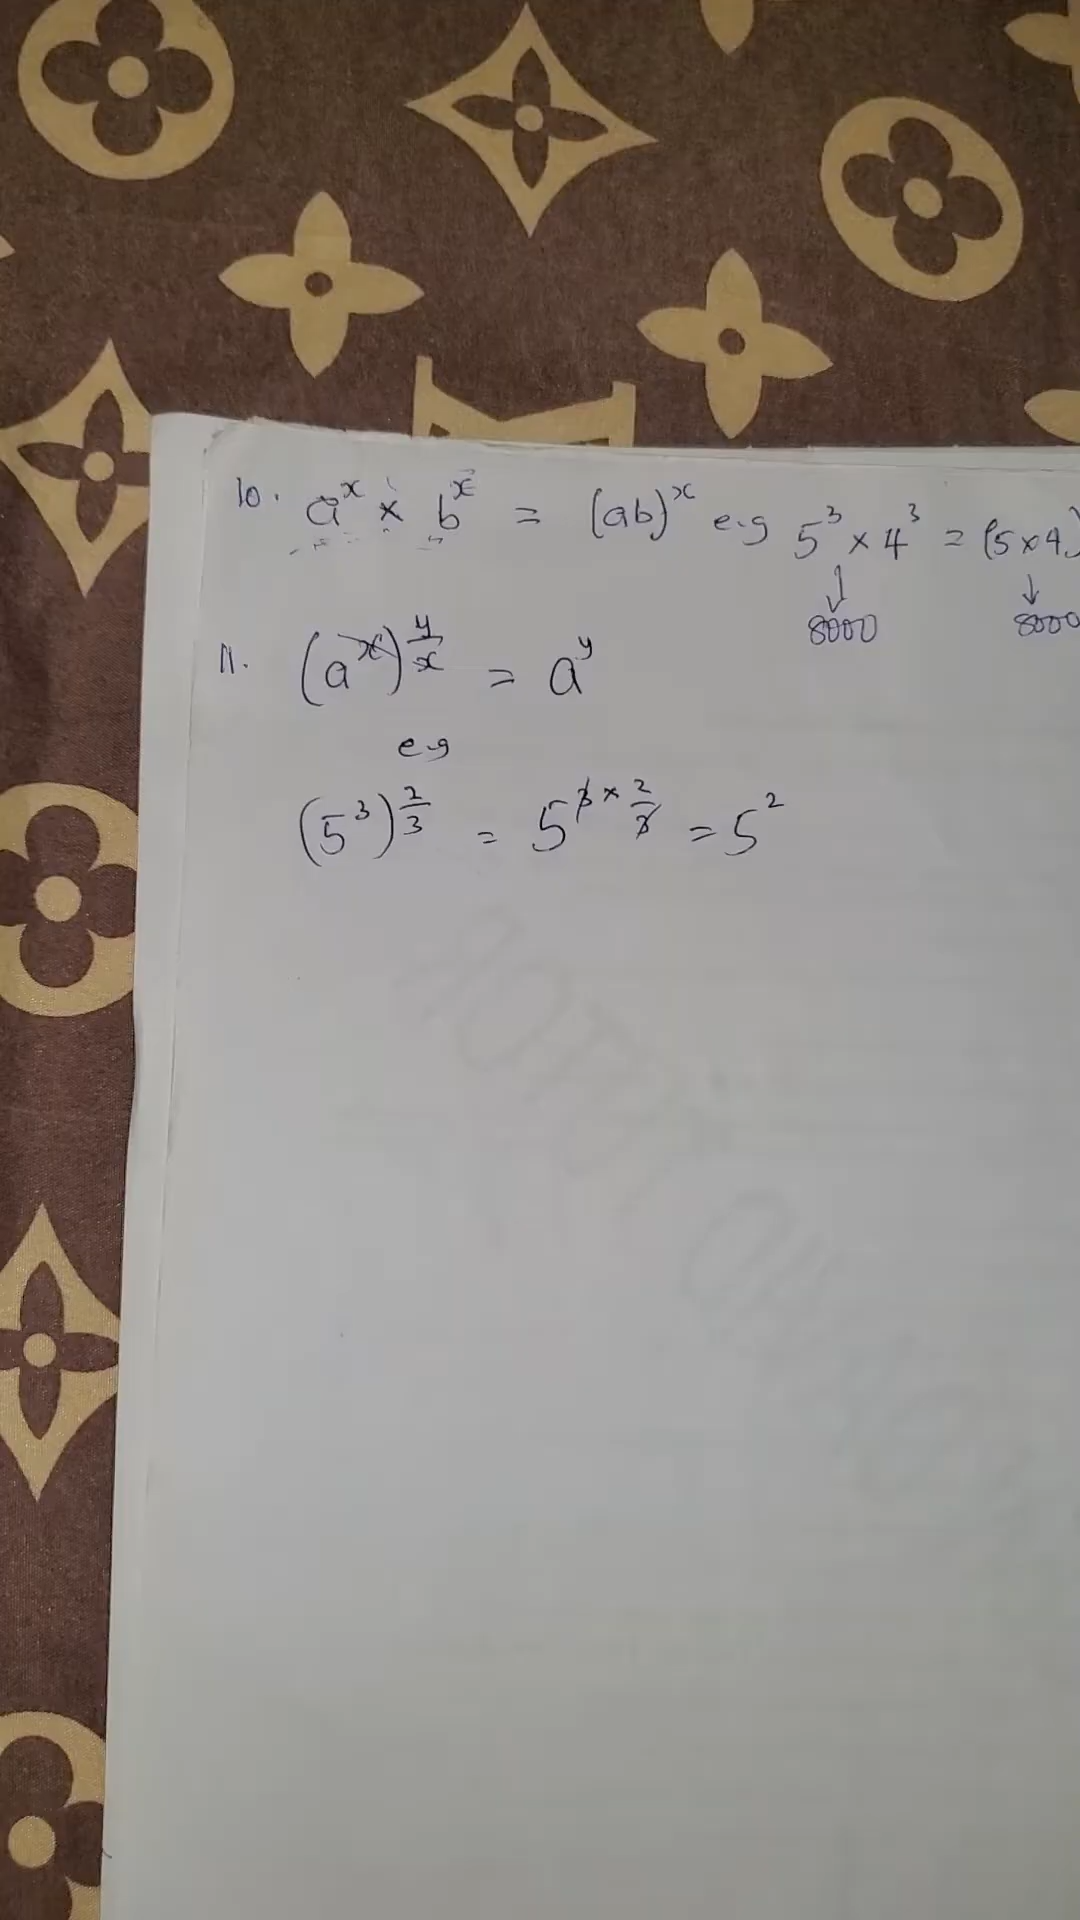 10. a^x × b^x = (ab)^x e.g 5^3 × 4^3 = (5×4)
↓ 8000 ↓ 8000
11. (a^x)^(y/x) = a^y
e.g
(5^3)^(2/3) = 5^(3 × 2/3) = 5^2